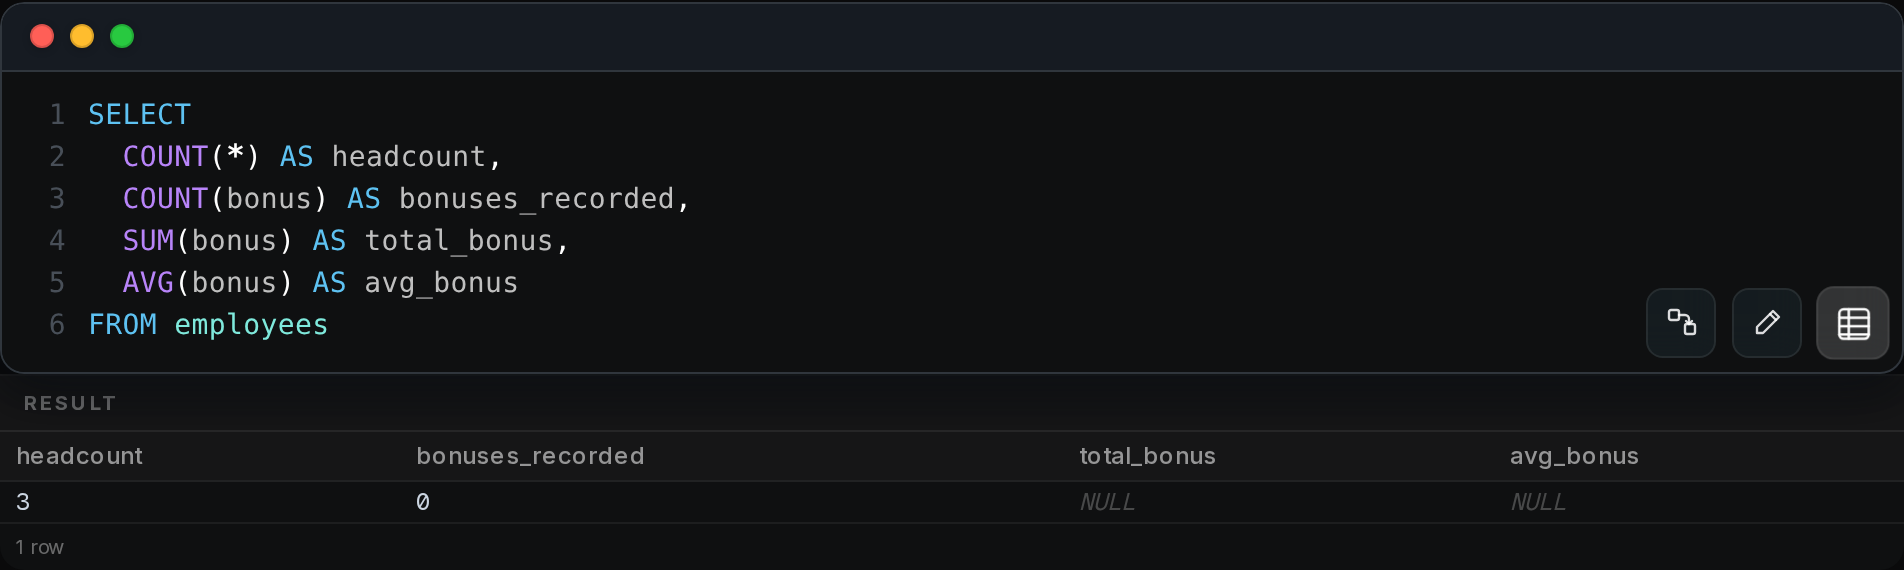 1 SELECT
2   COUNT(*) AS headcount,
3   COUNT(bonus) AS bonuses_recorded,
4   SUM(bonus) AS total_bonus,
5   AVG(bonus) AS avg_bonus
6 FROM employees
RESULT
headcount bonuses_recorded total_bonus avg_bonus
3 0 NULL NULL
1 row